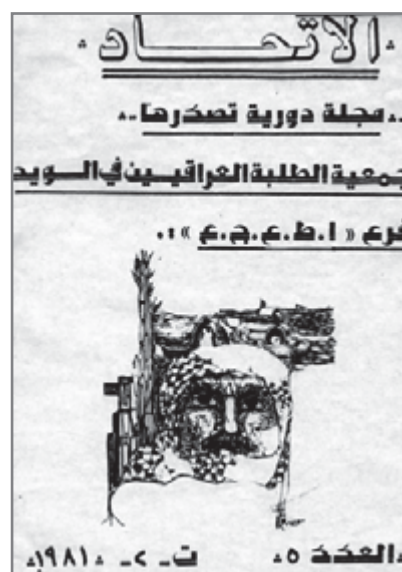 الاتحاد
مجلة دورية تصدرها
جمعية الطلبة العراقيين في السويد
فرع «ا.ط.ع.ج.ع»
العدد ٥ ت-٢- ١٩٨١